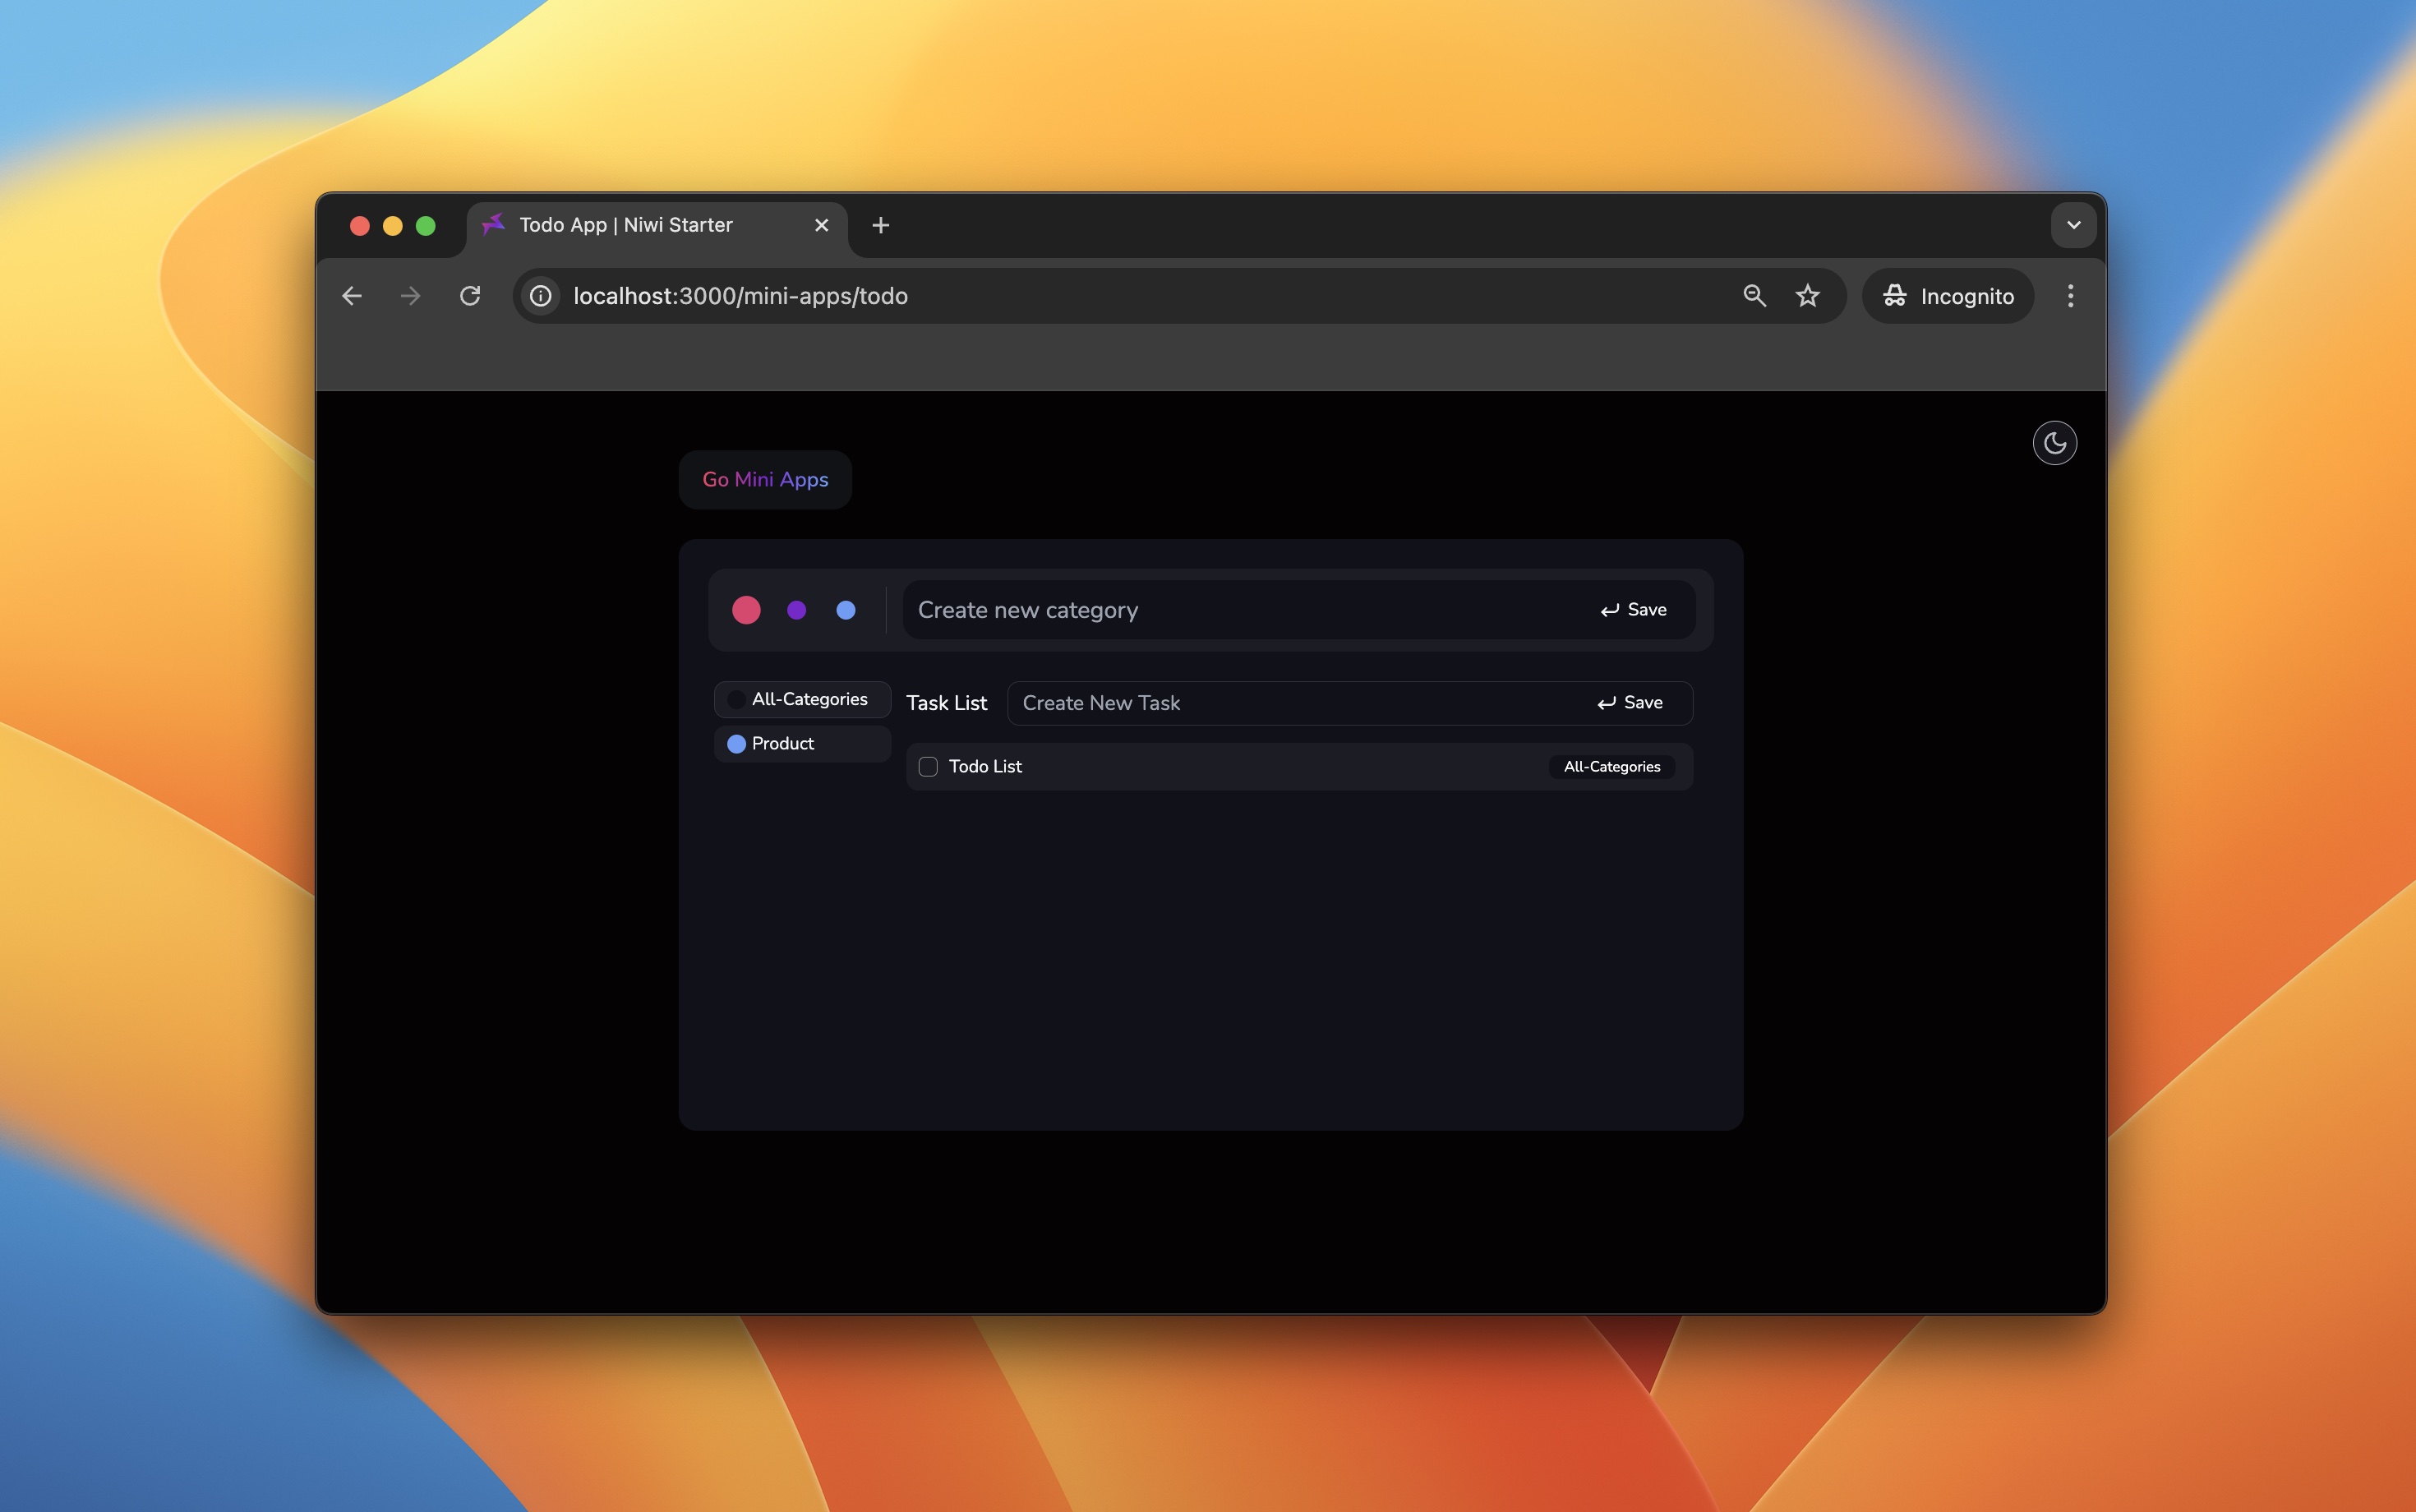 Todo App | Niwi Starter
localhost:3000/mini-apps/todo
Incognito
Go Mini Apps
Create new category
Save
All-Categories
Product
Task List
Create New Task
Save
Todo List
All-Categories